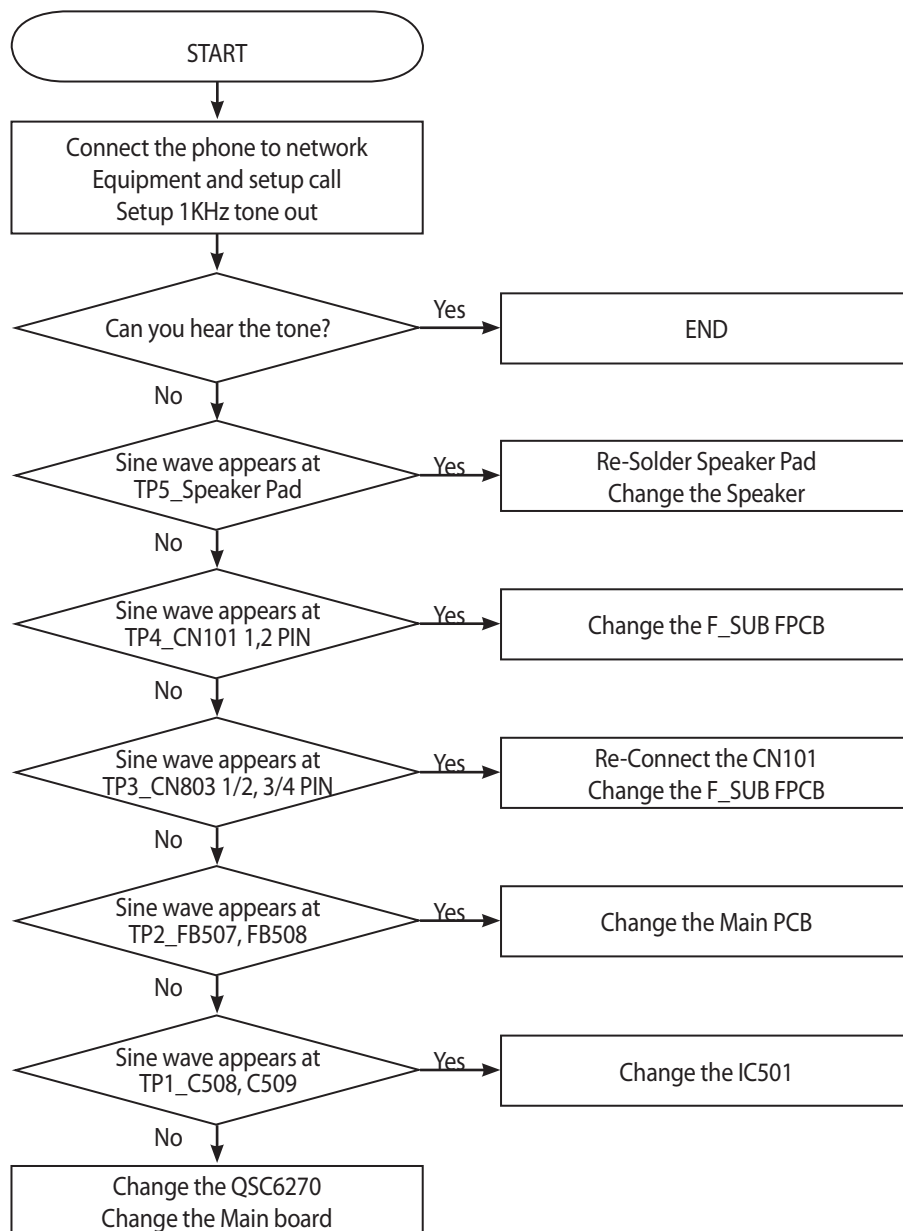 START
Connect the phone to network
Equipment and setup call
Setup 1KHz tone out
Can you hear the tone?
Yes
END
No
Sine wave appears at
TP5_Speaker Pad
Yes
Re-Solder Speaker Pad
Change the Speaker
No
Sine wave appears at
TP4_CN101 1,2 PIN
Yes
Change the F_SUB FPCB
No
Sine wave appears at
TP3_CN803 1/2, 3/4 PIN
Yes
Re-Connect the CN101
Change the F_SUB FPCB
No
Sine wave appears at
TP2_FB507, FB508
Yes
Change the Main PCB
No
Sine wave appears at
TP1_C508, C509
Yes
Change the IC501
No
Change the QSC6270
Change the Main board